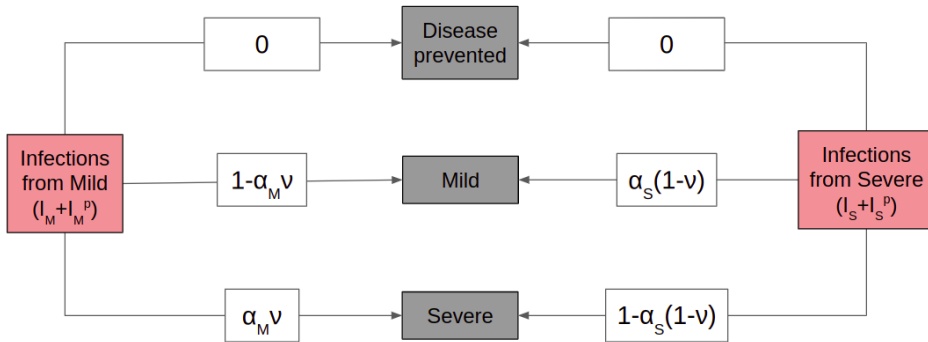 0
Disease
prevented
0
Infections
from Mild
(I_M+I_M^p)
1-α_Mν
Mild
α_S(1-ν)
Infections
from Severe
(I_S+I_S^p)
α_Mν
Severe
1-α_S(1-ν)